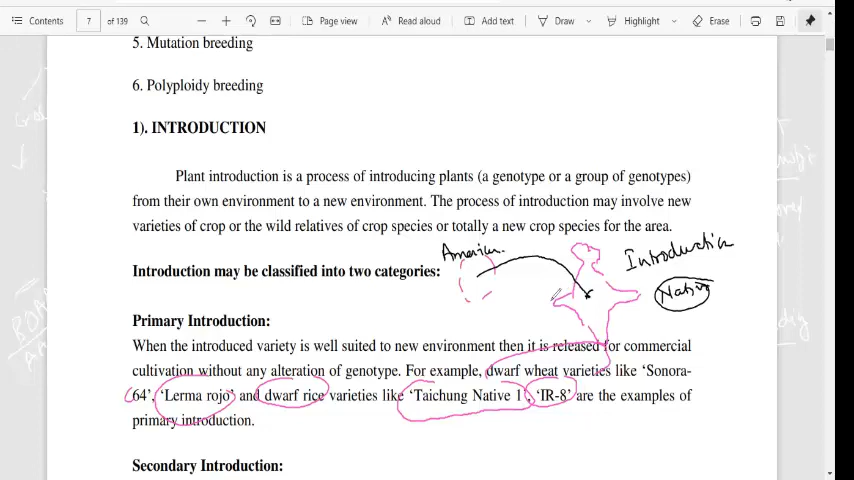 Contents 7 of 139 Page view Read aloud Add text Draw Highlight Erase
5. Mutation breeding
6. Polyploidy breeding
1). INTRODUCTION
Plant introduction is a process of introducing plants (a genotype or a group of genotypes)
from their own environment to a new environment. The process of introduction may involve new
varieties of crop or the wild relatives of crop species or totally a new crop species for the area.
American
Introduction
Introduction may be classified into two categories:
Native
Primary Introduction:
When the introduced variety is well suited to new environment then it is released for commercial
cultivation without any alteration of genotype. For example, dwarf wheat varieties like ‘Sonora-
64’, ‘Lerma rojo’ and dwarf rice varieties like ‘Taichung Native 1, ‘IR-8’ are the examples of
primary introduction.
Secondary Introduction: